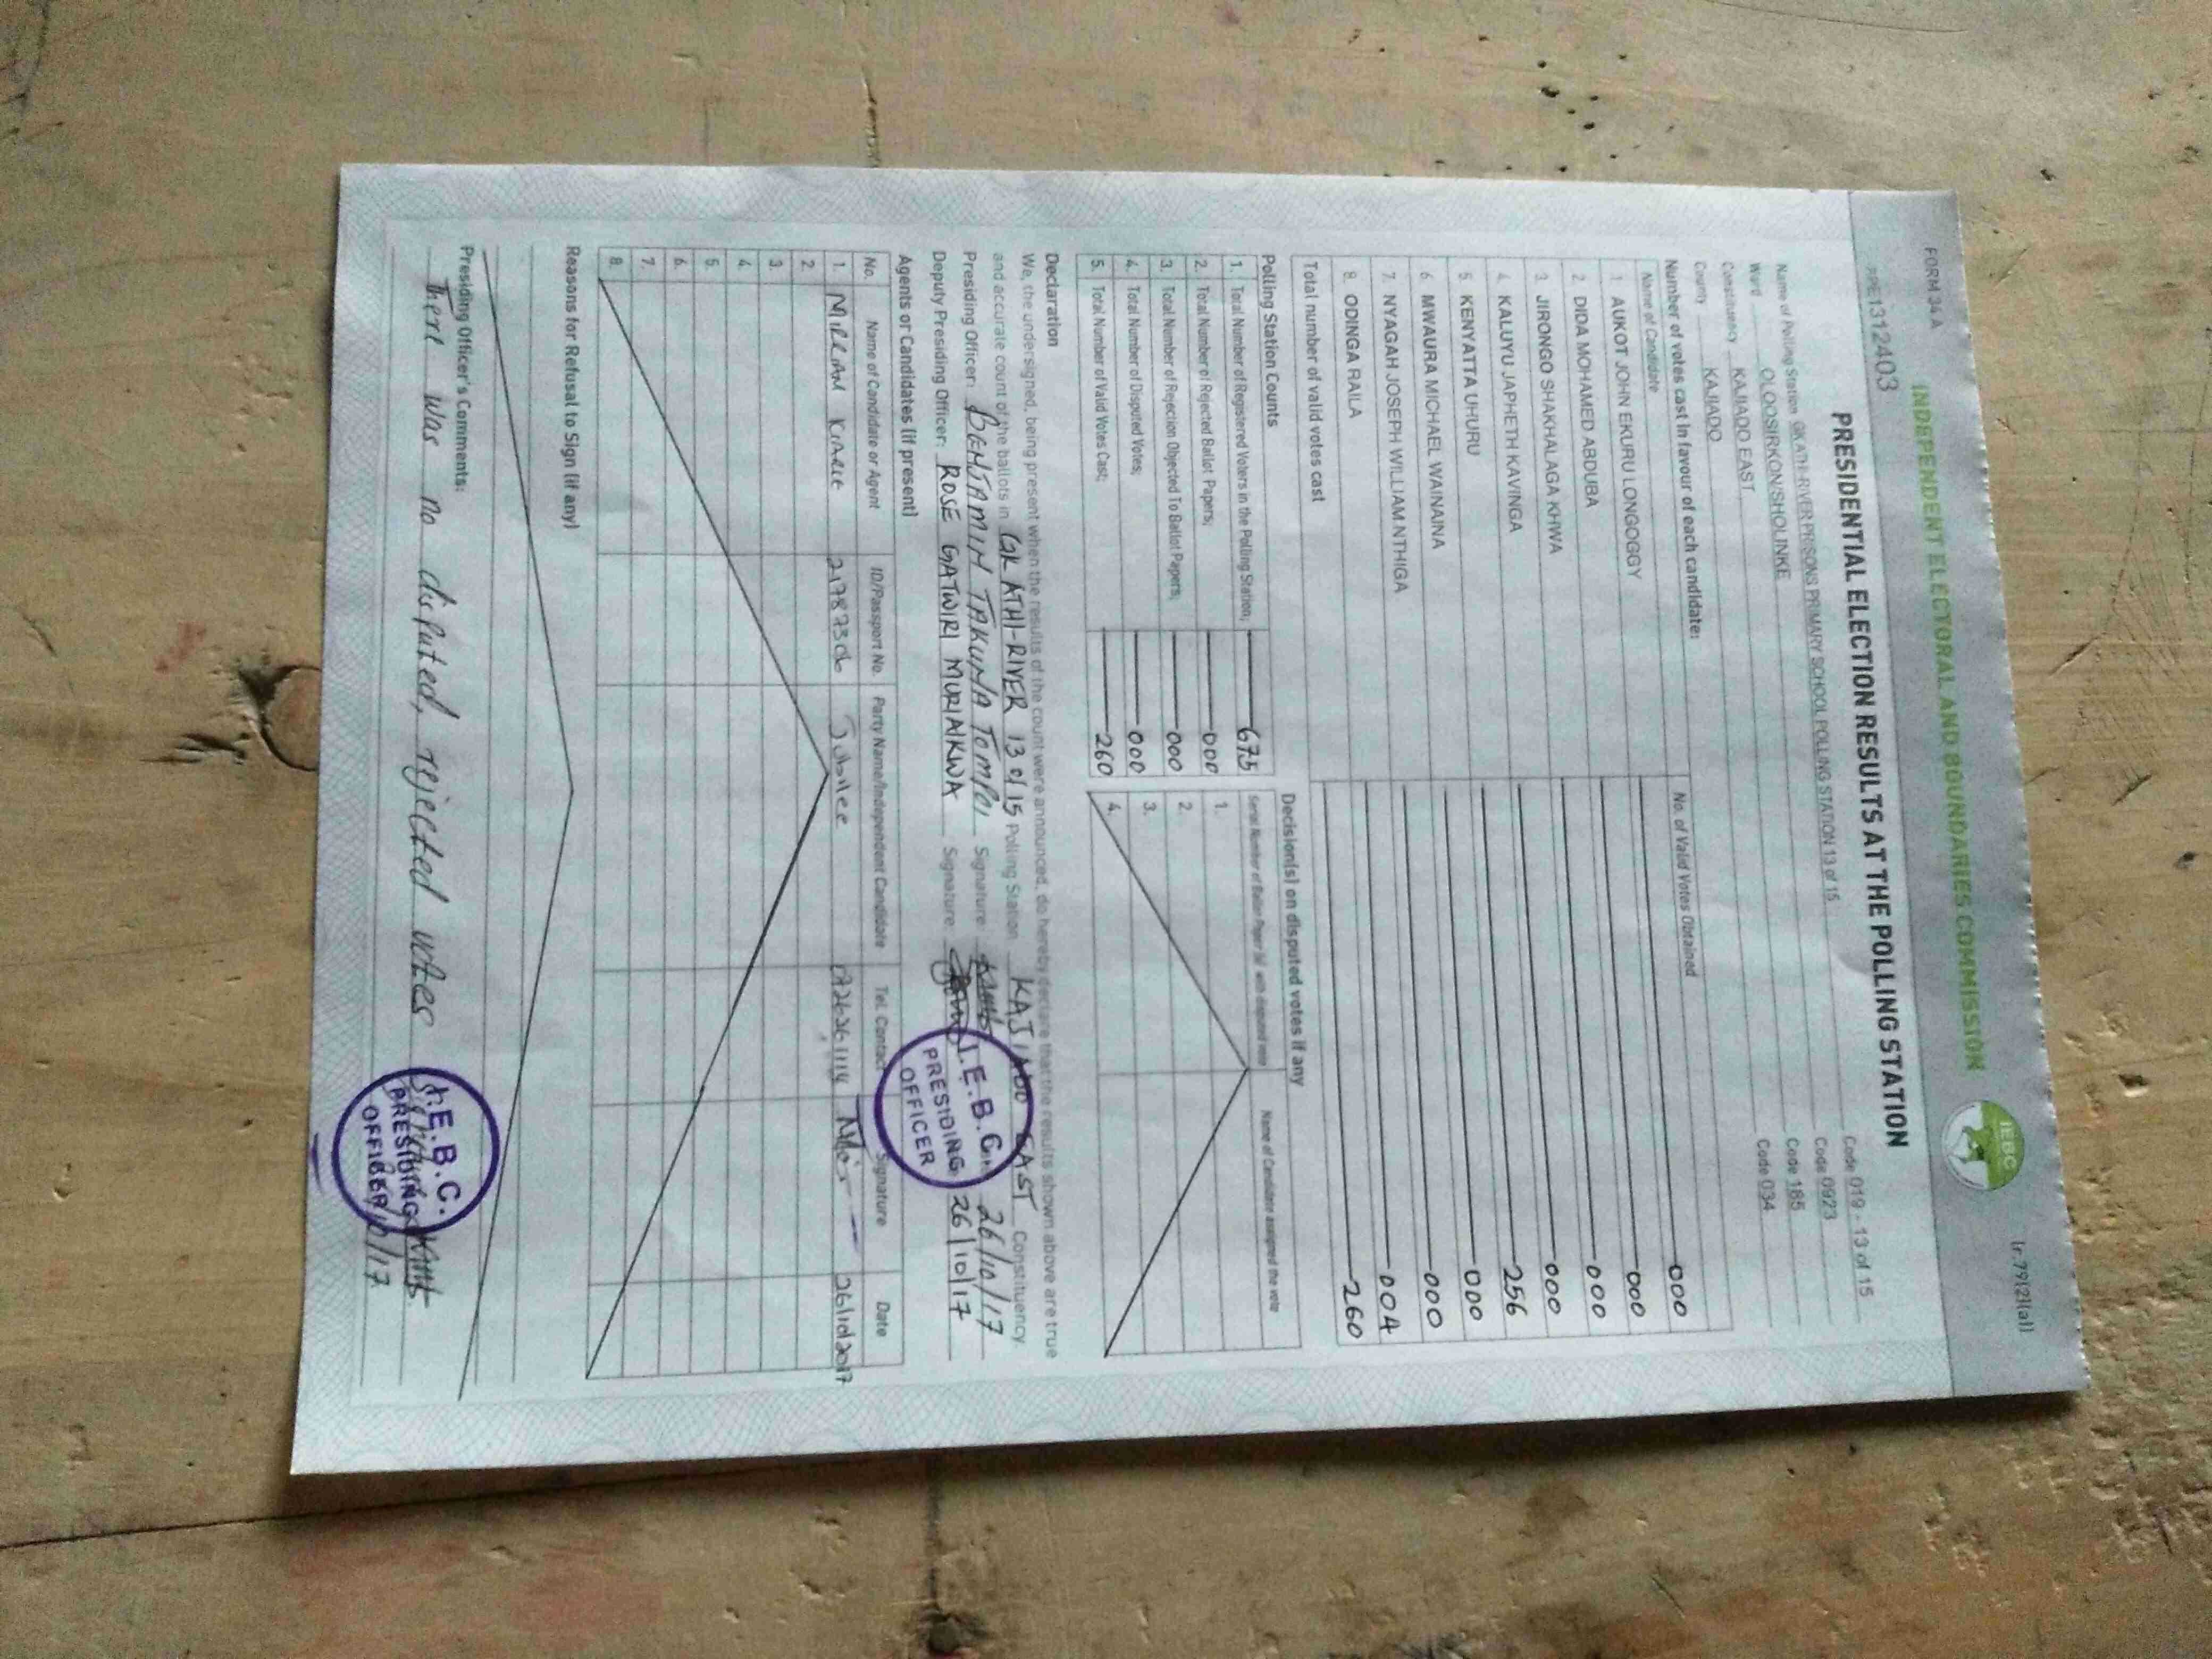 FORM 34 A
(r.79(2)(a))
INDEPENDENT ELECTORAL AND BOUNDARIES COMMISSION
IEBC
PRE1312403
PRESIDENTIAL ELECTION RESULTS AT THE POLLING STATION
Name of Polling Station GK ATHI-RIVER PRISONS PRIMARY SCHOOL POLLING STATION 13 of 15 Code 019 - 13 of 15
Ward OLOOSIRKON/SHOLINKE Code 0923
Constituency KAJIADO EAST Code 185
County KAJIADO Code 034
Number of votes cast in favour of each candidate:
Name of Candidate No. of Valid Votes Obtained
1. AUKOT JOHN EKURU LONGOGGY 000
2. DIDA MOHAMED ABDUBA 000
3. JIRONGO SHAKHALAGA KHWA 000
4. KALUYU JAPHETH KAVINGA 000
5. KENYATTA UHURU 256
6. MWAURA MICHAEL WAINAINA 000
7. NYAGAH JOSEPH WILLIAM NTHIGA 000
8. ODINGA RAILA 004
Total number of valid votes cast 260
Polling Station Counts
1. Total Number of Registered Voters in the Polling Station; 675
2. Total Number of Rejected Ballot Papers; 000
3. Total Number of Rejection Objected To Ballot Papers; 000
4. Total Number of Disputed Votes; 000
5. Total Number of Valid Votes Cast; 260
Decision(s) on disputed votes if any
Serial Number of Ballot Paper (s) with disputed vote Name of Candidate assigned the vote
1.
2.
3.
4.
Declaration
We, the undersigned, being present when the results of the count were announced, do hereby declare that the results shown above are true
and accurate count of the ballots in GK ATHI-RIVER 13 of 15 Polling Station KAJIADO EAST Constituency
Presiding Officer: BENJAMIN TAKUNA TOMPOI Signature 26/10/17
Deputy Presiding Officer: ROSE GATWIRI MURIANKWA Signature 26/10/17
I.E.B.C.
PRESIDING
OFFICER
Agents or Candidates (if present)
No. Name of Candidate or Agent ID/Passport No. Party Name/Independent Candidate Tel. Contact Signature Date
1. 21787306 Jubilee 26/10/2017
2.
3.
4.
5.
6.
7.
8.
Reasons for Refusal to Sign (if any)
Presiding Officer's Comments:
There was no disputed, rejected votes
I.E.B.C.
PRESIDING
OFFICER